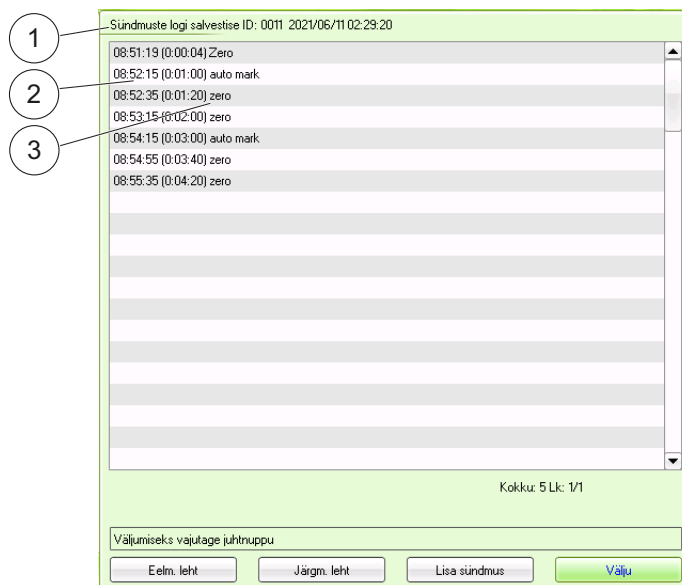 1
Sündmuste logi salvestise ID: 0011 2021/06/11 02:29:20
2
3
08:51:19 (0:00:04) Zero
08:52:15 (0:01:00) auto mark
08:52:35 (0:01:20) zero
08:53:15 (0:02:00) zero
08:54:15 (0:03:00) auto mark
08:54:55 (0:03:40) zero
08:55:35 (0:04:20) zero
Kokku: 5 Lk: 1/1
Väljumiseks vajutage juhtnuppu
Eelm. leht
Järgm. leht
Lisa sündmus
Välju